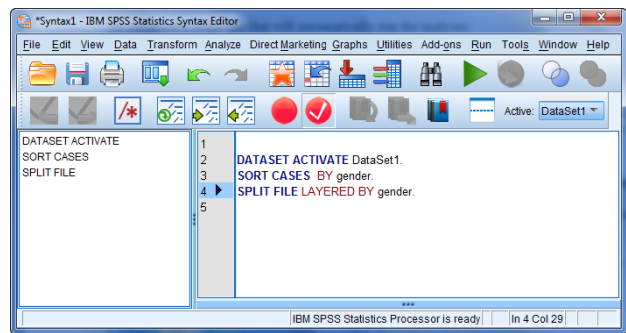 *Syntax1 - IBM SPSS Statistics Syntax Editor
File Edit View Data Transform Analyze Direct Marketing Graphs Utilities Add-ons Run Tools Window Help
/*
Active: DataSet1
DATASET ACTIVATE
SORT CASES
SPLIT FILE
1
2 DATASET ACTIVATE DataSet1.
3 SORT CASES BY gender.
4 SPLIT FILE LAYERED BY gender.
5
IBM SPSS Statistics Processor is ready
In 4 Col 29